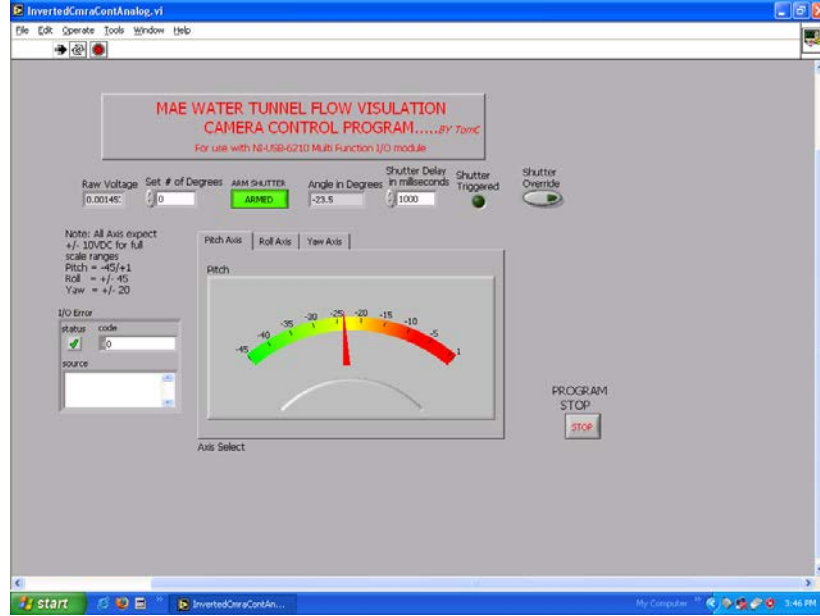 InvertedCmraContAnalog.vi
File Edit Operate Tools Window Help
MAE WATER TUNNEL FLOW VISULATION
CAMERA CONTROL PROGRAM.....BY TomC
For use with NI-USB-6210 Multi Function I/O module
Raw Voltage
0.00145
Set # of Degrees
0
ARM SHUTTER
ARMED
Angle in Degrees
-23.5
Shutter Delay
in milliseconds
1000
Shutter
Triggered
Shutter
Override
Note: All Axis expect
+/- 10VDC for full
scale ranges
Pitch = -45/+1
Roll = +/- 45
Yaw = +/- 20
I/O Error
status code
0
source
Pitch Axis Roll Axis Yaw Axis
Pitch
-45 -40 -35 -30 -25 -20 -15 -10 -5 1
Axis Select
PROGRAM
STOP
STOP
start
InvertedCmraContAn...
My Computer
3:46 PM